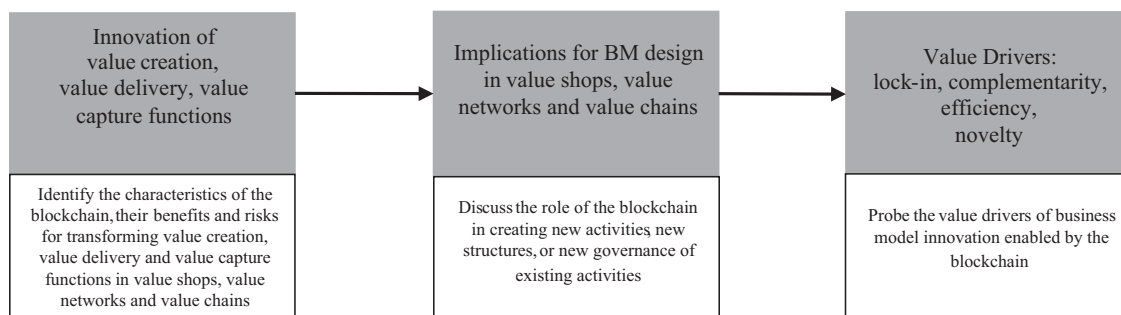 Innovation of
value creation,
value delivery, value
capture functions
Identify the characteristics of the
blockchain, their benefits and risks
for transforming value creation,
value delivery and value capture
functions in value shops, value
networks and value chains
Implications for BM design
in value shops, value
networks and value chains
Discuss the role of the blockchain
in creating new activities, new
structures, or new governance of
existing activities
Value Drivers:
lock-in, complementarity,
efficiency,
novelty
Probe the value drivers of business
model innovation enabled by the
blockchain